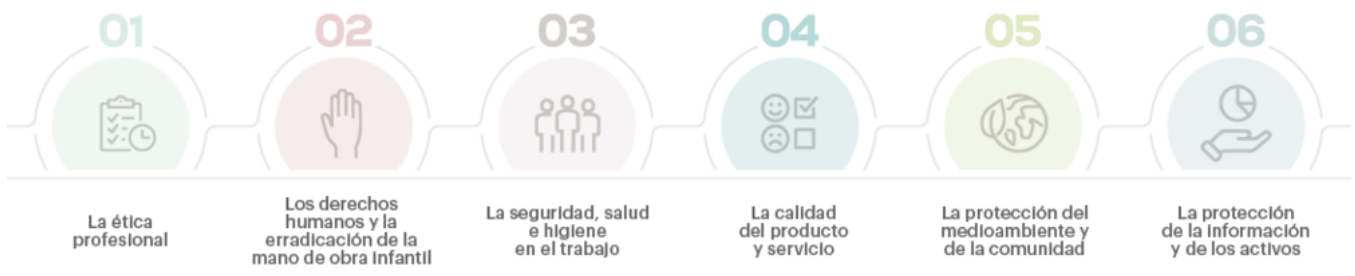 01
La ética
profesional
02
Los derechos
humanos y la
erradicación de la
mano de obra infantil
03
La seguridad, salud
e higiene
en el trabajo
04
La calidad
del producto
y servicio
05
La protección del
medioambiente y
de la comunidad
06
La protección
de la información
y de los activos